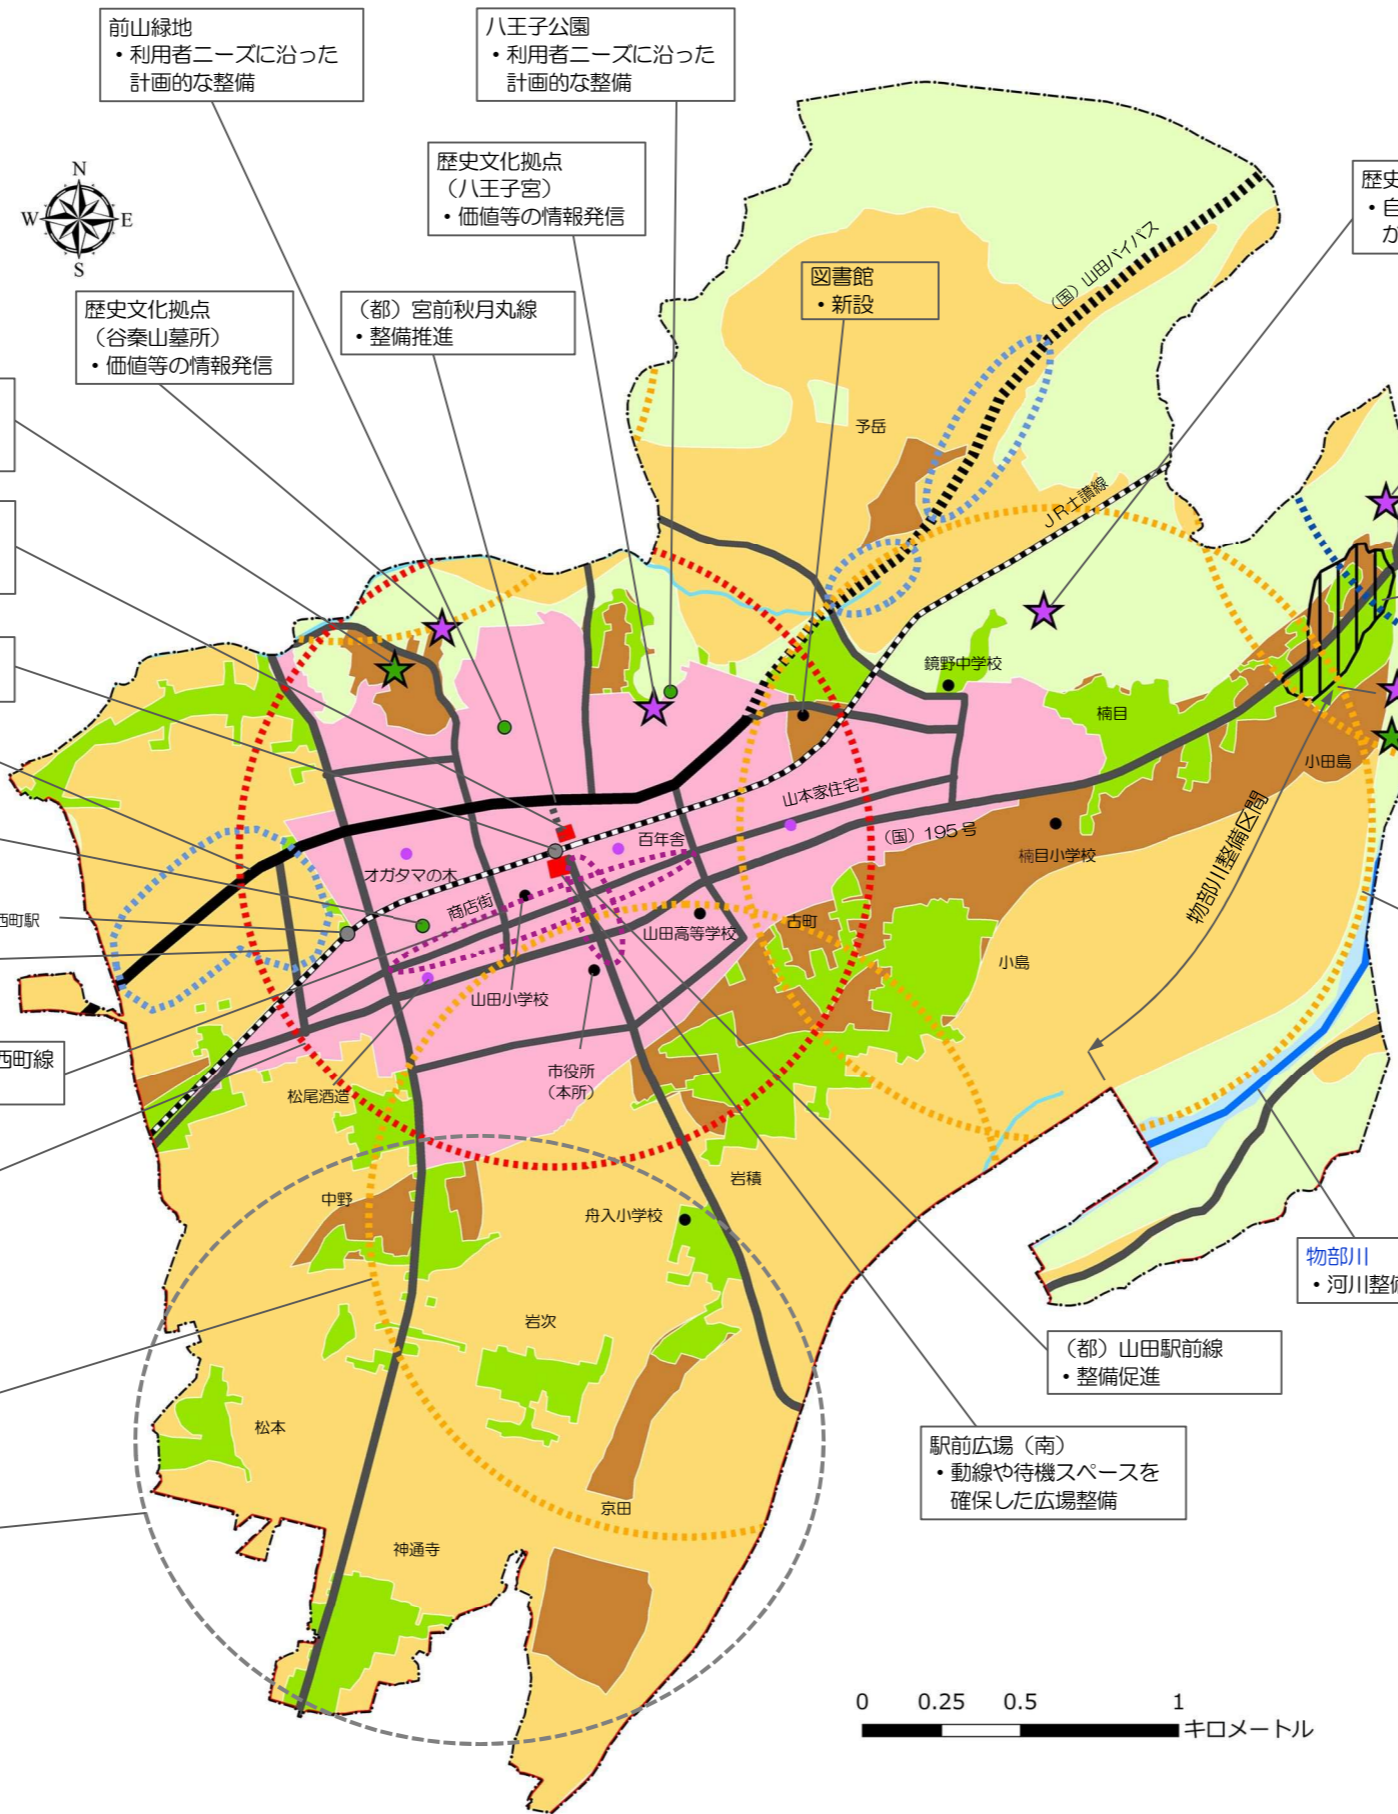 前山緑地
・利用者ニーズに沿った
計画的な整備
八王子公園
・利用者ニーズに沿った
計画的な整備
歴史文化拠点
（八王子宮）
・価値等の情報発信
歴史
・自
が
N
W
E
S
歴史文化拠点
（谷秦山墓所）
・価値等の情報発信
（都）宮前秋月丸線
・整備推進
図書館
・新設
（国）山田バイパス
予岳
ＪＲ土讃線
鏡野中学校
楠目
小田島
山本家住宅
（国）195号
百年舎
楠目小学校
物部川整備区間
オガタマの木
商店街
西町駅
山田高等学校
古町
小島
山田小学校
西町線
市役所
（本所）
松尾酒造
岩積
中野
舟入小学校
物部川
・河川整備
岩次
（都）山田駅前線
・整備促進
松本
駅前広場（南）
・動線や待機スペースを
確保した広場整備
京田
神通寺
0
0.25
0.5
1
キロメートル